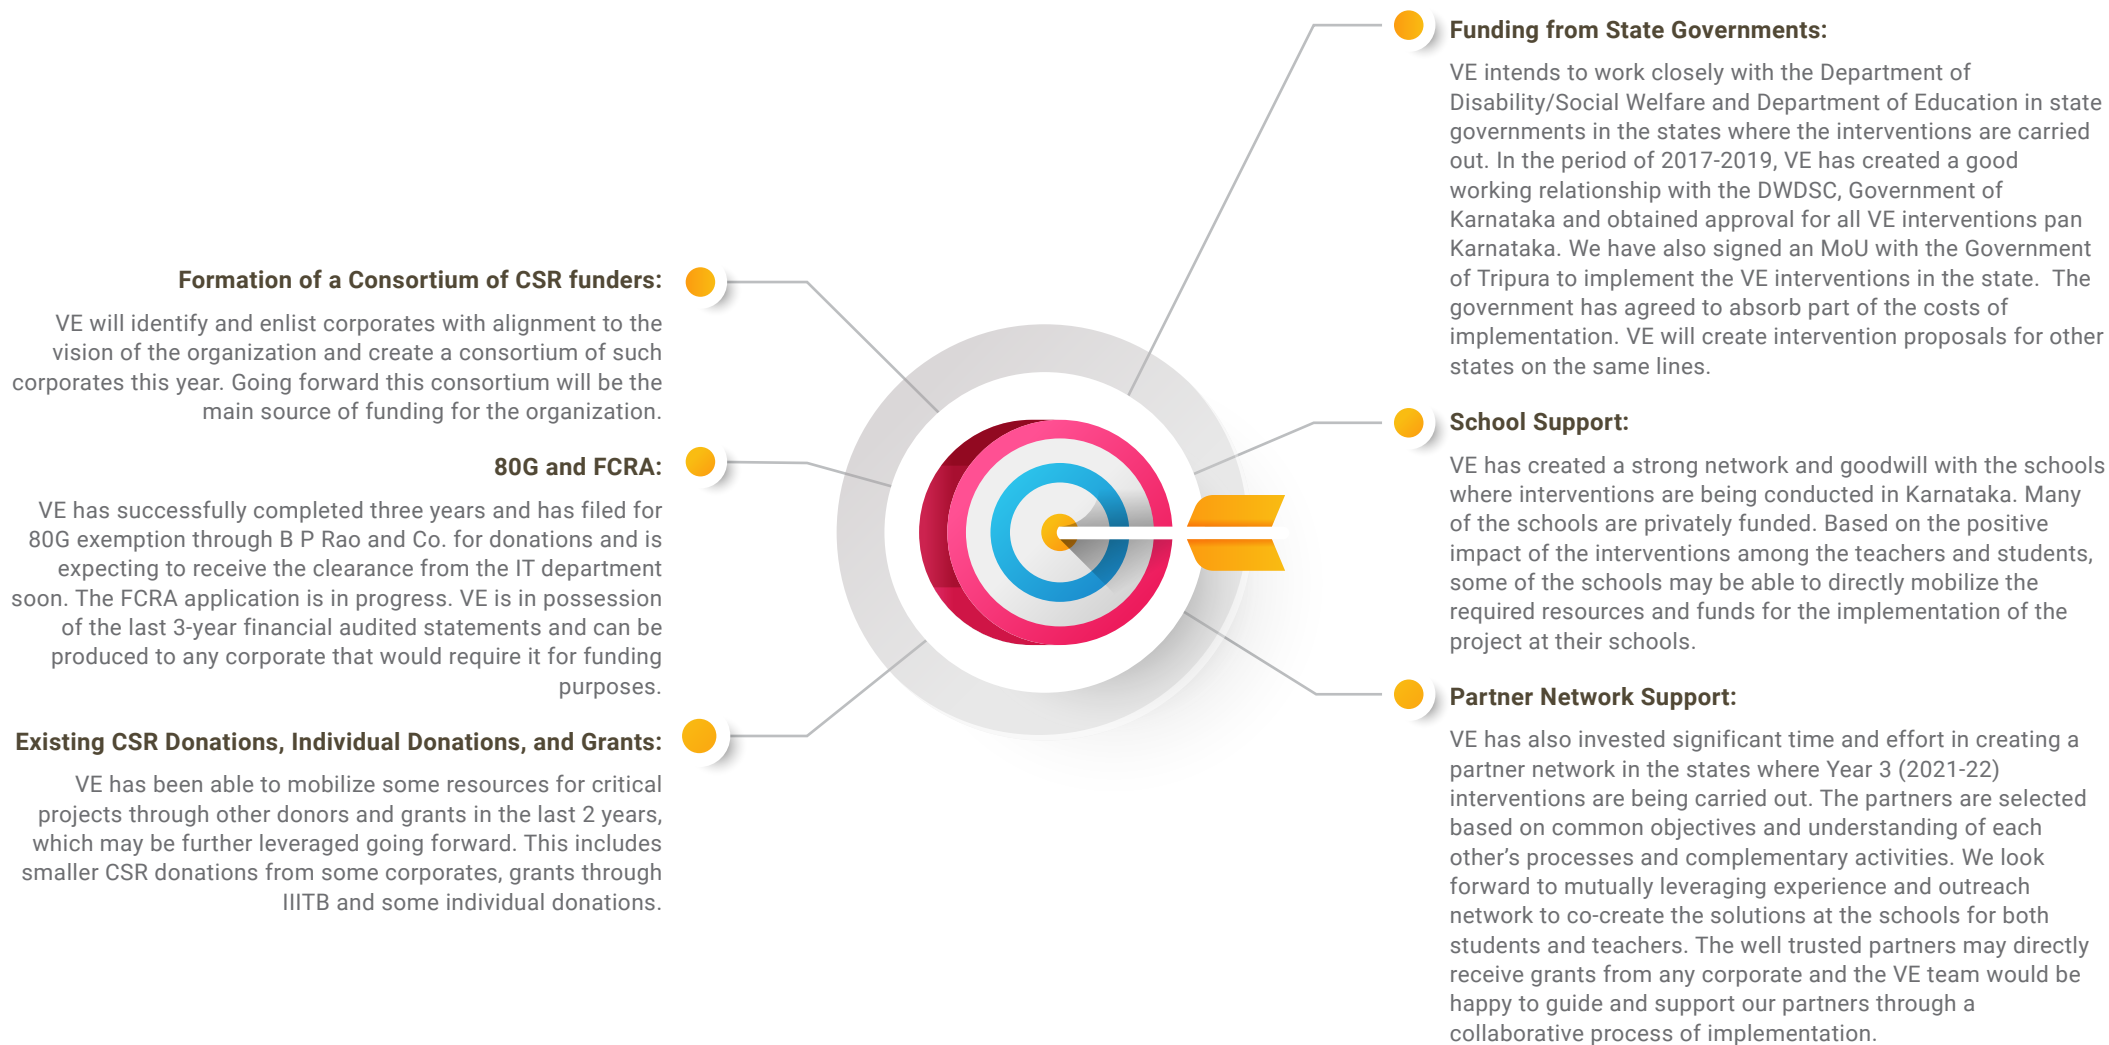 Formation of a Consortium of CSR funders:
VE will identify and enlist corporates with alignment to the
vision of the organization and create a consortium of such
corporates this year. Going forward this consortium will be the
main source of funding for the organization.
80G and FCRA:
VE has successfully completed three years and has filed for
80G exemption through B P Rao and Co. for donations and is
expecting to receive the clearance from the IT department
soon. The FCRA application is in progress. VE is in possession
of the last 3-year financial audited statements and can be
produced to any corporate that would require it for funding
purposes.
Existing CSR Donations, Individual Donations, and Grants:
VE has been able to mobilize some resources for critical
projects through other donors and grants in the last 2 years,
which may be further leveraged going forward. This includes
smaller CSR donations from some corporates, grants through
IIITB and some individual donations.
Funding from State Governments:
VE intends to work closely with the Department of
Disability/Social Welfare and Department of Education in state
governments in the states where the interventions are carried
out. In the period of 2017-2019, VE has created a good
working relationship with the DWDSC, Government of
Karnataka and obtained approval for all VE interventions pan
Karnataka. We have also signed an MoU with the Government
of Tripura to implement the VE interventions in the state.  The
government has agreed to absorb part of the costs of
implementation. VE will create intervention proposals for other
states on the same lines.
School Support:
VE has created a strong network and goodwill with the schools
where interventions are being conducted in Karnataka. Many
of the schools are privately funded. Based on the positive
impact of the interventions among the teachers and students,
some of the schools may be able to directly mobilize the
required resources and funds for the implementation of the
project at their schools.
Partner Network Support:
VE has also invested significant time and effort in creating a
partner network in the states where Year 3 (2021-22)
interventions are being carried out. The partners are selected
based on common objectives and understanding of each
other’s processes and complementary activities. We look
forward to mutually leveraging experience and outreach
network to co-create the solutions at the schools for both
students and teachers. The well trusted partners may directly
receive grants from any corporate and the VE team would be
happy to guide and support our partners through a
collaborative process of implementation.